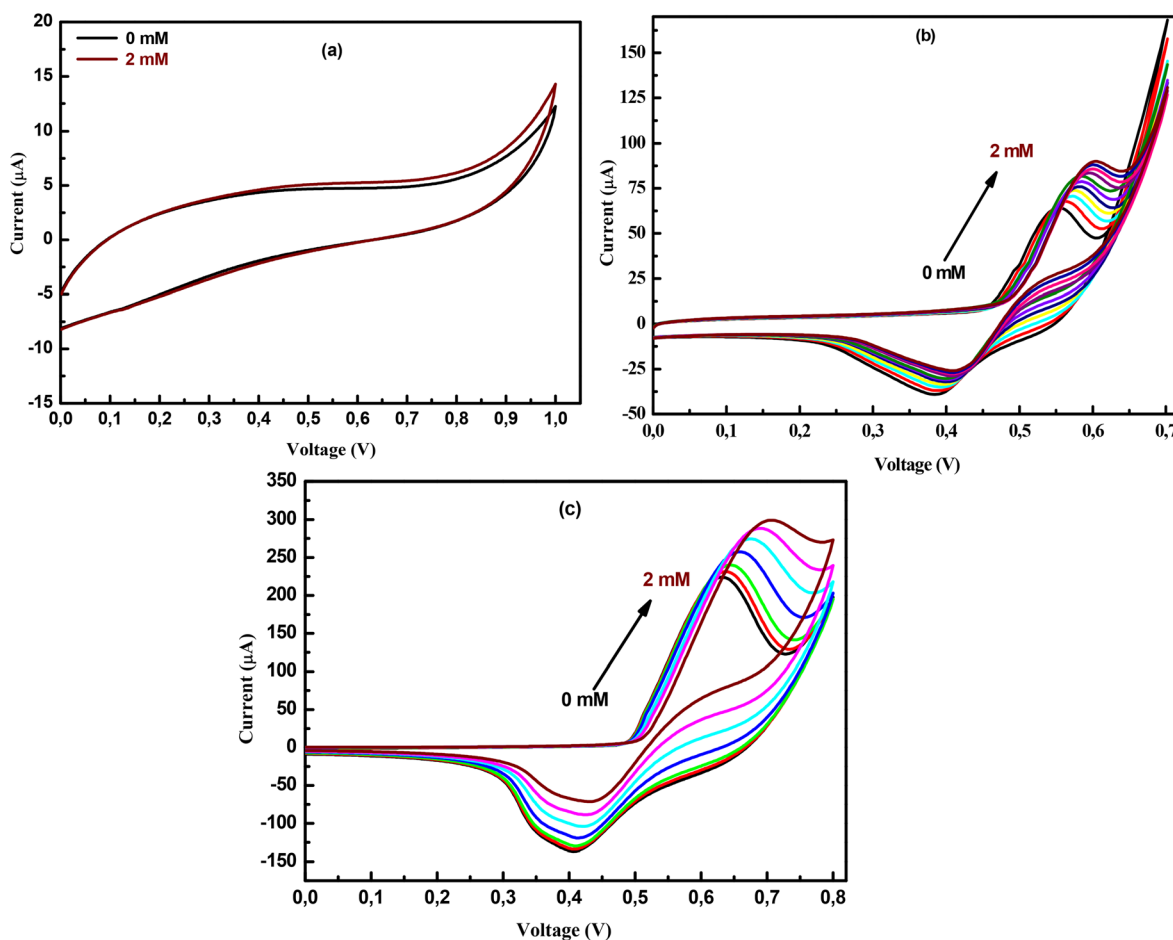 (a)
0 mM
2 mM
Current (µA)
20
15
10
5
0
-5
-10
-15
0,0 0,1 0,2 0,3 0,4 0,5 0,6 0,7 0,8 0,9 1,0
Voltage (V)
(b)
2 mM
0 mM
Current (µA)
150
125
100
75
50
25
0
-25
-50
0,0 0,1 0,2 0,3 0,4 0,5 0,6 0,7
Voltage (V)
(c)
2 mM
0 mM
Current (µA)
350
300
250
200
150
100
50
0
-50
-100
-150
0,0 0,1 0,2 0,3 0,4 0,5 0,6 0,7 0,8
Voltage (V)